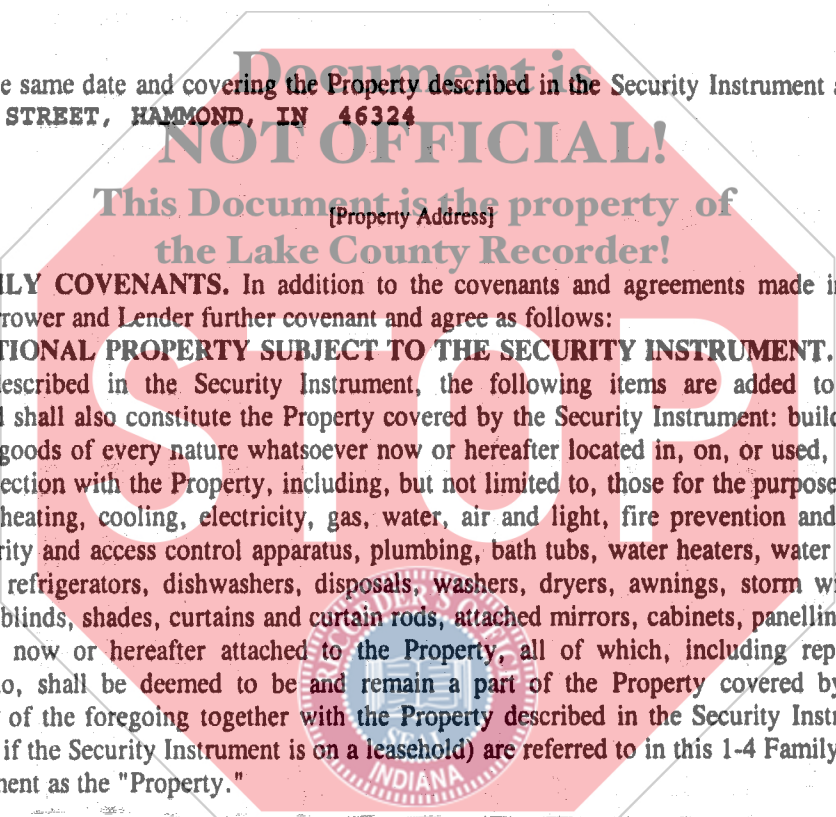 Document is
e same date and covering the Property described in the Security Instrument
STREET, HAMMOND, IN 46324
NOT OFFICIAL!
This Document is the property of
[Property Address]
the Lake County Recorder!
ILY COVENANTS. In addition to the covenants and agreements made i
rower and Lender further covenant and agree as follows:
TIONAL PROPERTY SUBJECT TO THE SECURITY INSTRUMENT.
escribed in the Security Instrument, the following items are added to
l shall also constitute the Property covered by the Security Instrument: build
goods of every nature whatsoever now or hereafter located in, on, or used,
ection with the Property, including, but not limited to, those for the purpose
heating, cooling, electricity, gas, water, air and light, fire prevention and
rity and access control apparatus, plumbing, bath tubs, water heaters, water
refrigerators, dishwashers, disposals, washers, dryers, awnings, storm w
blinds, shades, curtains and curtain rods, attached mirrors, cabinets, panellin
now or hereafter attached to the Property, all of which, including rep
o, shall be deemed to be and remain a part of the Property covered by
of the foregoing together with the Property described in the Security Inst
if the Security Instrument is on a leasehold) are referred to in this 1-4 Family
ment as the "Property."
STOP
RECORDER'S OFFICE
SEAL
INDIANA